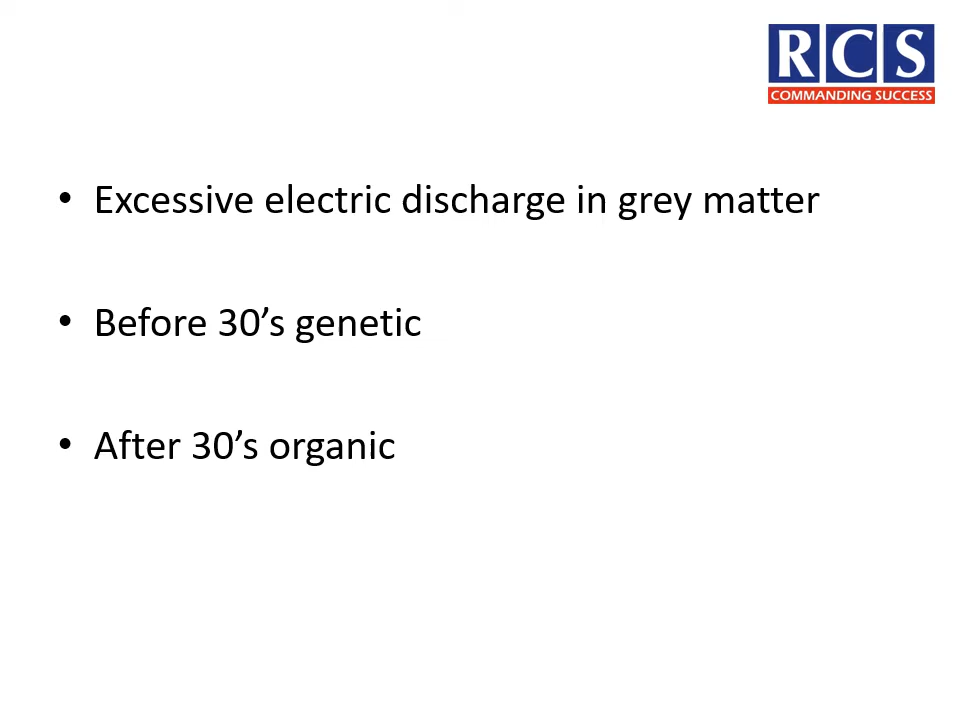 RCS
COMMANDING SUCCESS
• Excessive electric discharge in grey matter
• Before 30’s genetic
• After 30’s organic